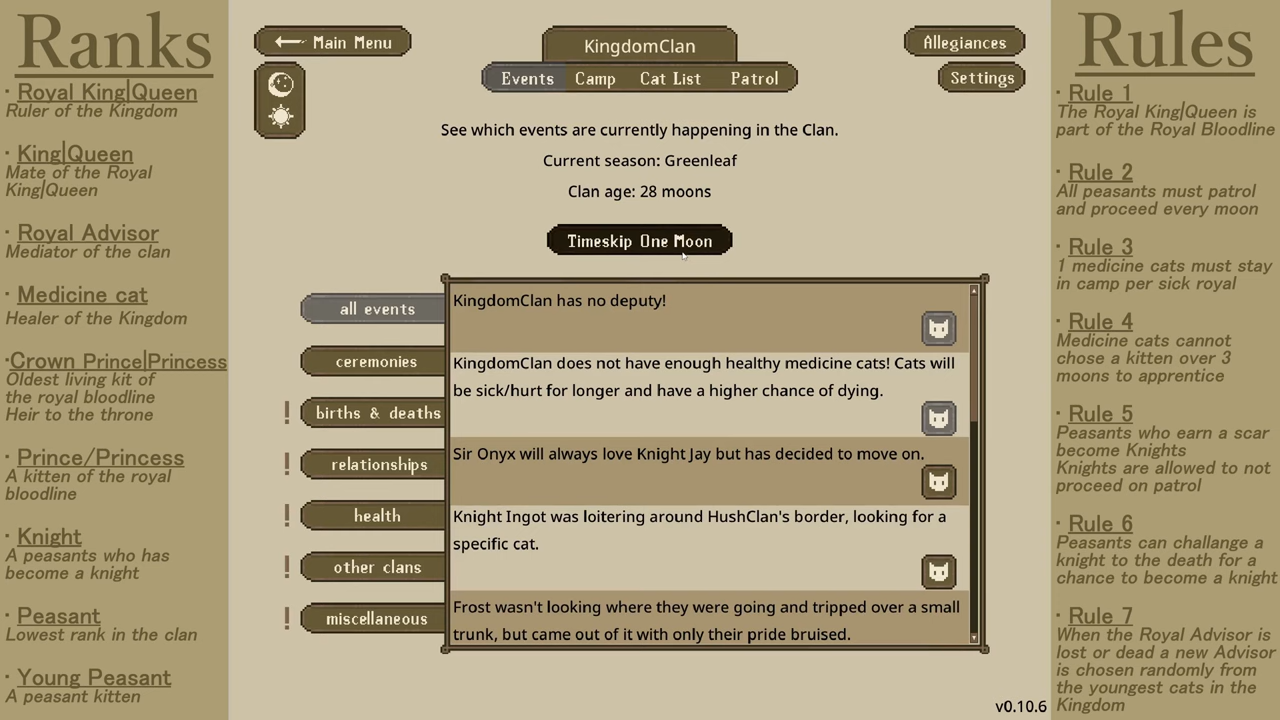 Ranks
· Royal King|Queen
Ruler of the Kingdom
· King|Queen
Mate of the Royal
King|Queen
· Royal Advisor
Mediator of the clan
· Medicine cat
Healer of the Kingdom
·Crown Prince|Princess
Oldest living kit of
the royal bloodline
Heir to the throne
· Prince/Princess
A kitten of the royal
bloodline
· Knight
A peasants who has
become a knight
· Peasant
Lowest rank in the clan
· Young Peasant
A peasant kitten
Main Menu
KingdomClan
Allegiances
Events
Camp
Cat List
Patrol
Settings
See which events are currently happening in the Clan.
Current season: Greenleaf
Clan age: 28 moons
Timeskip One Moon
all events
ceremonies
! births & deaths
! relationships
! health
! other clans
! miscellaneous
KingdomClan has no deputy!
KingdomClan does not have enough healthy medicine cats! Cats will
be sick/hurt for longer and have a higher chance of dying.
Sir Onyx will always love Knight Jay but has decided to move on.
Knight Ingot was loitering around HushClan's border, looking for a
specific cat.
Frost wasn't looking where they were going and tripped over a small
trunk, but came out of it with only their pride bruised.
v0.10.6
Rules
· Rule 1
The Royal King|Queen is
part of the Royal Bloodline
· Rule 2
All peasants must patrol
and proceed every moon
· Rule 3
1 medicine cats must stay
in camp per sick royal
· Rule 4
Medicine cats cannot
chose a kitten over 3
moons to apprentice
· Rule 5
Peasants who earn a scar
become Knights
Knights are allowed to not
proceed on patrol
· Rule 6
Peasants can challange a
knight to the death for a
chance to become a knight
· Rule 7
When the Royal Advisor is
lost or dead a new Advisor
is chosen randomly from
the youngest cats in the
Kingdom